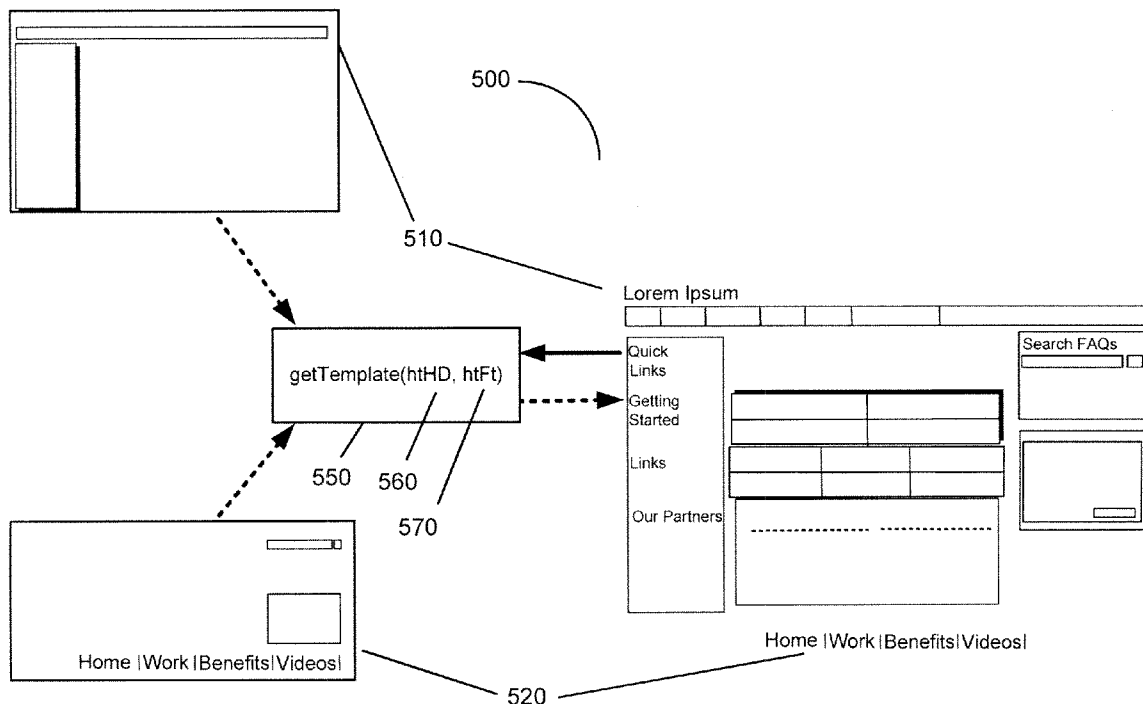 500
510
Lorem Ipsum
Quick
Links
Getting
Started
Links
Our Partners
Search FAQs
getTemplate(htHD, htFt)
550
560
570
Home |Work |Benefits|Videos|
Home |Work |Benefits|Videos|
520